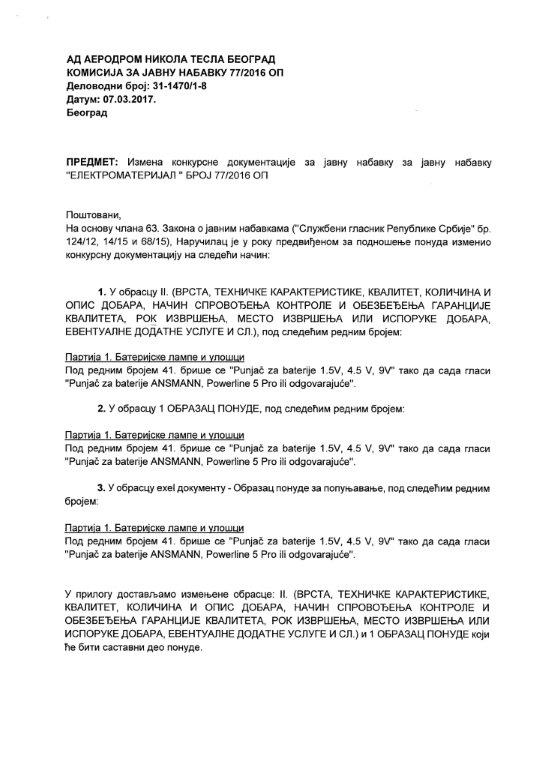 АД АЕРОДРОМ НИКОЛА ТЕСЛА БЕОГРАД
КОМИСИЈА ЗА ЈАВНУ НАБАВКУ 77/2016 ОП
Деловодни број: 31-1470/1-8
Датум: 07.03.2017.
Београд
ПРЕДМЕТ: Измена конкурсне документације за јавну набавку за јавну набавку
"ЕЛЕКТРОМАТЕРИЈАЛ " БРОЈ 77/2016 ОП
Поштовани,
На основу члана 63. Закона о јавним набавкама ("Службени гласник Републике Србије" бр.
124/12, 14/15 и 68/15), Наручилац је у року предвиђеном за подношење понуда изменио
конкурсну документацију на следећи начин:
1. У обрасцу II. (ВРСТА, ТЕХНИЧКЕ КАРАКТЕРИСТИКЕ, КВАЛИТЕТ, КОЛИЧИНА И
ОПИС ДОБАРА, НАЧИН СПРОВОЂЕЊА КОНТРОЛЕ И ОБЕЗБЕЂЕЊА ГАРАНЦИЈЕ
КВАЛИТЕТА, РОК ИЗВРШЕЊА, МЕСТО ИЗВРШЕЊА ИЛИ ИСПОРУКЕ ДОБАРА,
ЕВЕНТУАЛНЕ ДОДАТНЕ УСЛУГЕ И СЛ.), под следећим редним бројем:
Партија 1. Батеријске лампе и улошци
Под редним бројем 41. брише се "Punjač za baterije 1.5V, 4.5 V, 9V" тако да сада гласи
"Punjač za baterije ANSMANN, Powerline 5 Pro ili odgovarajuće".
2. У обрасцу 1 ОБРАЗАЦ ПОНУДЕ, под следећим редним бројем:
Партија 1. Батеријске лампе и улошци
Под редним бројем 41. брише се "Punjač za baterije 1.5V, 4.5 V, 9V" тако да сада гласи
"Punjač za baterije ANSMANN, Powerline 5 Pro ili odgovarajuće".
3. У обрасцу exel документу - Образац понуде за попуњавање, под следећим редним
бројем:
Партија 1. Батеријске лампе и улошци
Под редним бројем 41. брише се "Punjač za baterije 1.5V, 4.5 V, 9V" тако да сада гласи
"Punjač za baterije ANSMANN, Powerline 5 Pro ili odgovarajuće".
У прилогу достављамо измењене обрасце: II. (ВРСТА, ТЕХНИЧКЕ КАРАКТЕРИСТИКЕ,
КВАЛИТЕТ, КОЛИЧИНА И ОПИС ДОБАРА, НАЧИН СПРОВОЂЕЊА КОНТРОЛЕ И
ОБЕЗБЕЂЕЊА ГАРАНЦИЈЕ КВАЛИТЕТА, РОК ИЗВРШЕЊА, МЕСТО ИЗВРШЕЊА ИЛИ
ИСПОРУКЕ ДОБАРА, ЕВЕНТУАЛНЕ ДОДАТНЕ УСЛУГЕ И СЛ.) и 1 ОБРАЗАЦ ПОНУДЕ који
ће бити саставни део понуде.